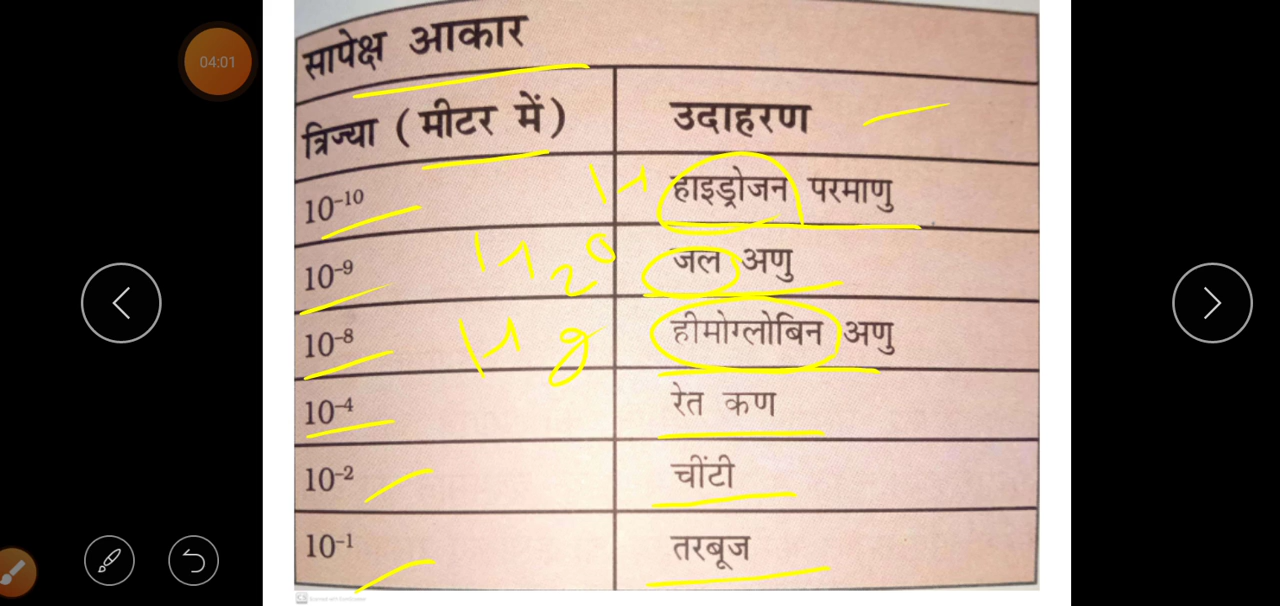 04:01
सापेक्ष आकार
त्रिज्या (मीटर में) उदाहरण
10⁻¹⁰ H हाइड्रोजन परमाणु
10⁻⁹ H₂O जल अणु
10⁻⁸ Hg हीमोग्लोबिन अणु
10⁻⁴ रेत कण
10⁻² चींटी
10⁻¹ तरबूज